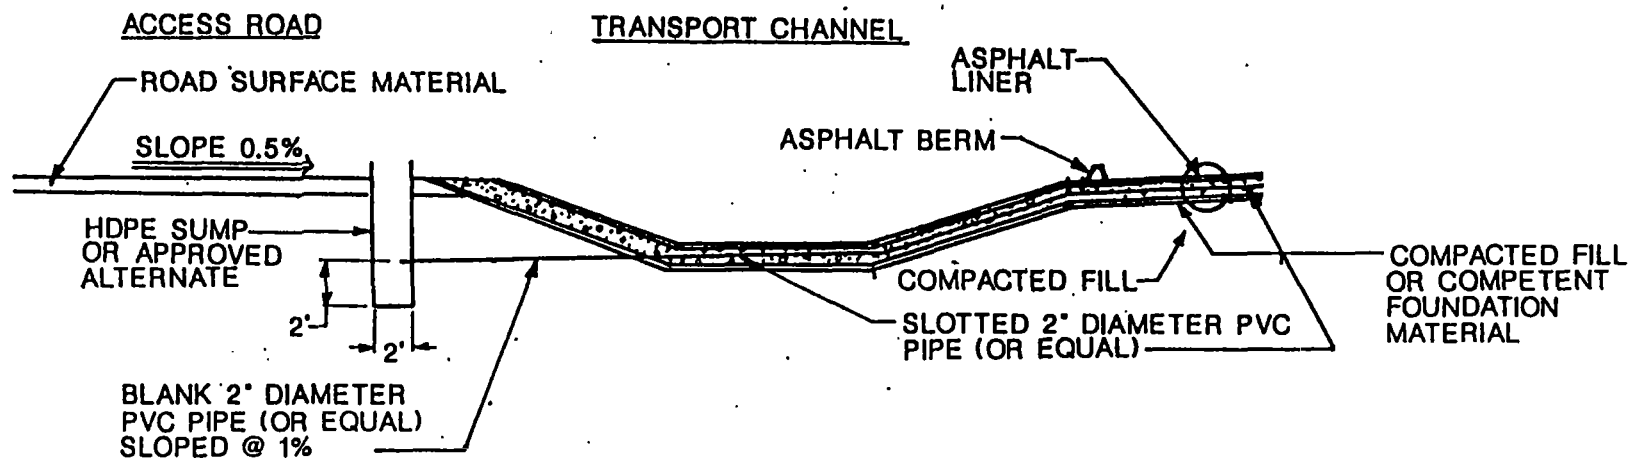 ACCESS ROAD
TRANSPORT CHANNEL
ROAD SURFACE MATERIAL
ASPHALT
LINER
SLOPE 0.5%
ASPHALT BERM
HDPE SUMP
OR APPROVED
ALTERNATE
2'
2'
COMPACTED FILL
COMPACTED FILL
OR COMPETENT
FOUNDATION
MATERIAL
SLOTTED 2" DIAMETER PVC
PIPE (OR EQUAL)
BLANK 2" DIAMETER
PVC PIPE (OR EQUAL)
SLOPED @ 1%